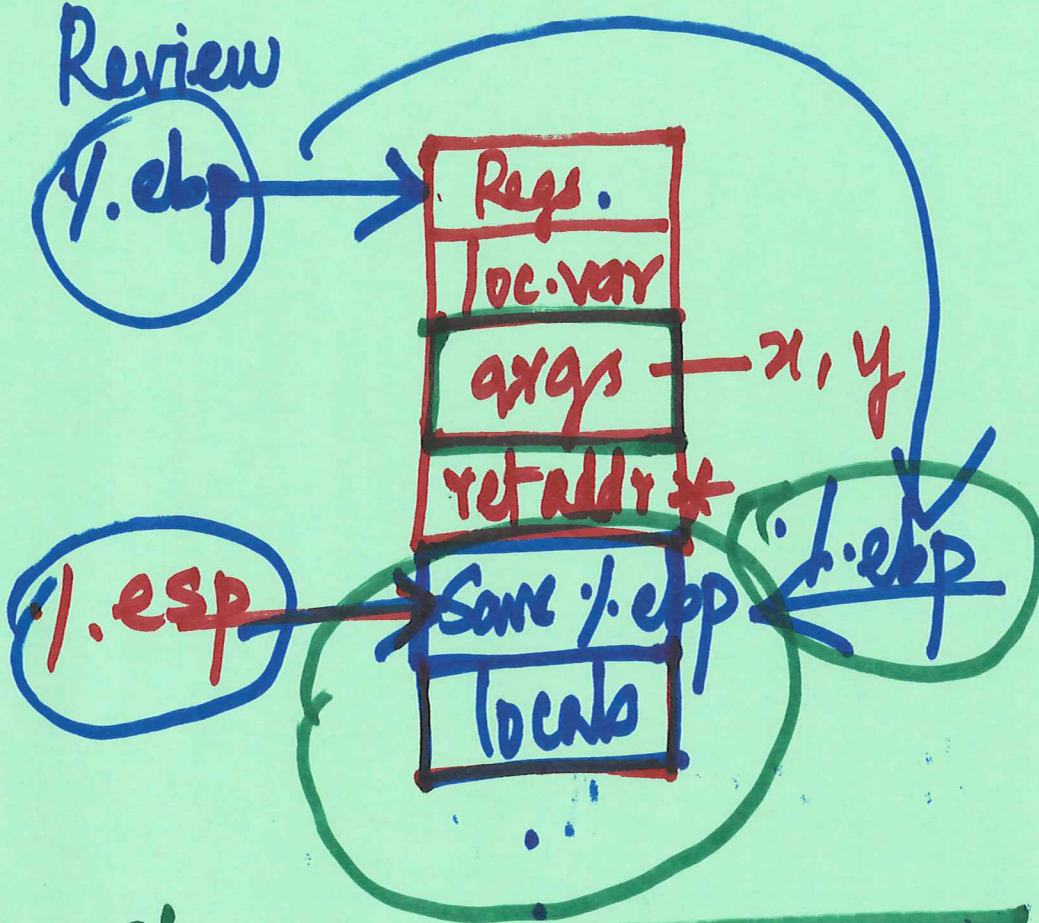 Review
%.ebp
Regs.
loc.var
args — x, y
ret addr *
%.esp
Save %.ebp
%.ebp
locals